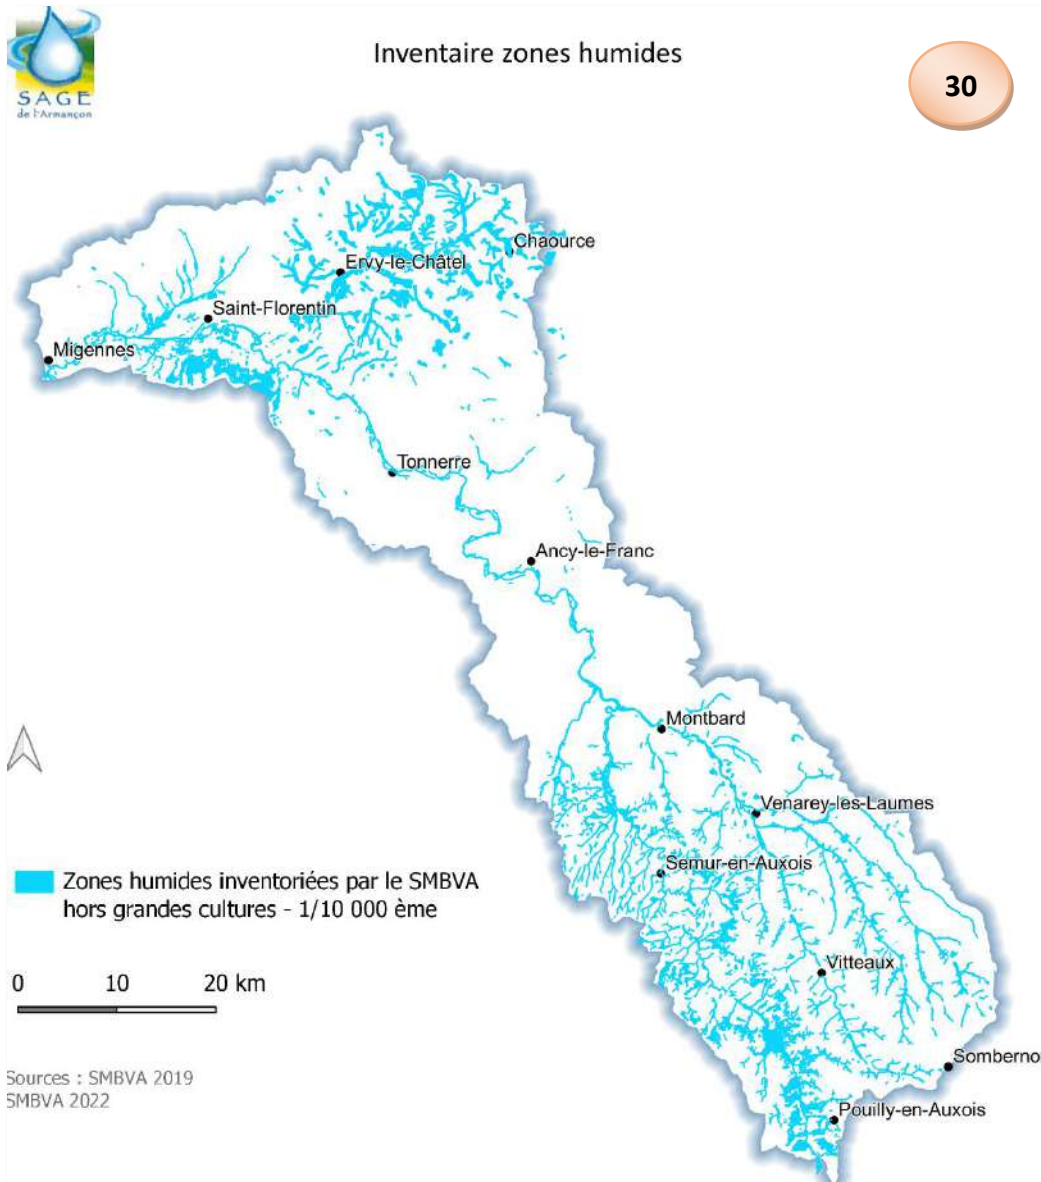 SAGE
de l'Armançon
Inventaire zones humides
30
Chaource
Ervy-le-Châtel
Saint-Florentin
Migennes
Tonnerre
Ancy-le-Franc
Montbard
Venarey-les-Laumes
Semur-en-Auxois
Zones humides inventoriées par le SMBVA
hors grandes cultures - 1/10 000 ème
Vitteaux
0 10 20 km
Somberno
Sources : SMBVA 2019
SMBVA 2022
Pouilly-en-Auxois